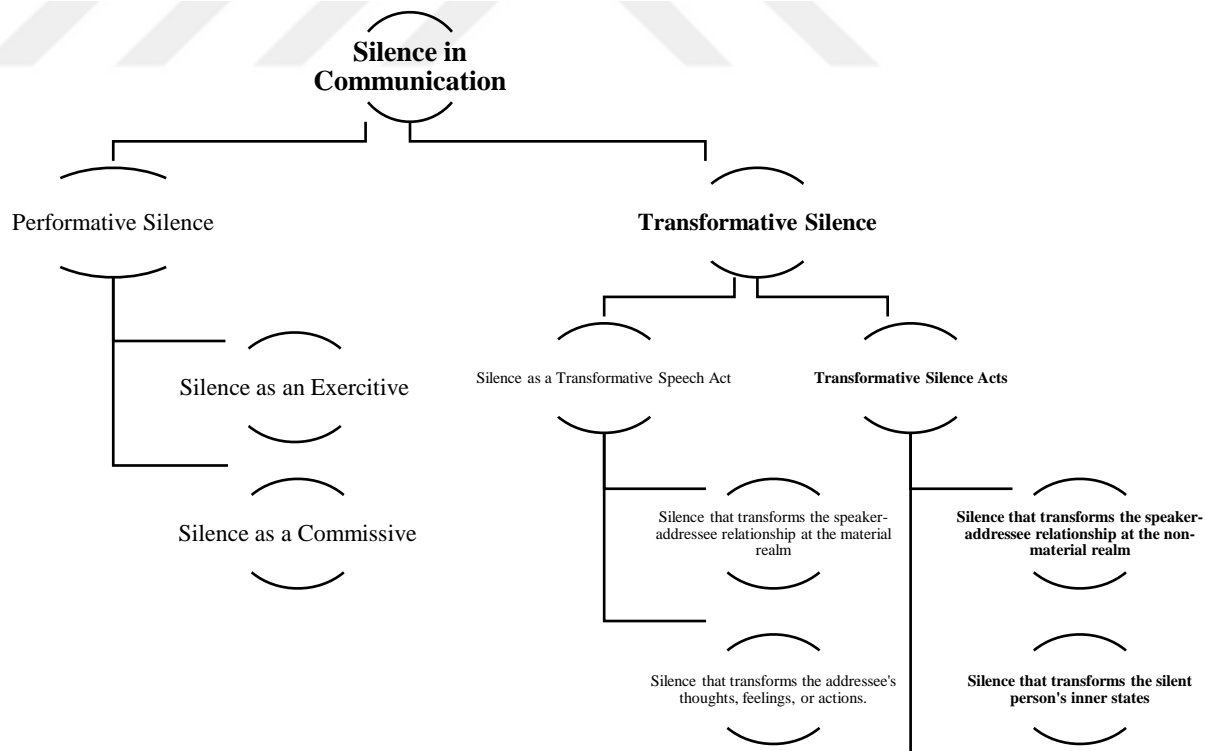 Silence in
Communication
Performative Silence
Transformative Silence
Silence as an Exercitive
Silence as a Commissive
Silence as a Transformative Speech Act
Transformative Silence Acts
Silence that transforms the speaker-
addressee relationship at the material
realm
Silence that transforms the speaker-
addressee relationship at the non-
material realm
Silence that transforms the addressee's
thoughts, feelings, or actions.
Silence that transforms the silent
person's inner states